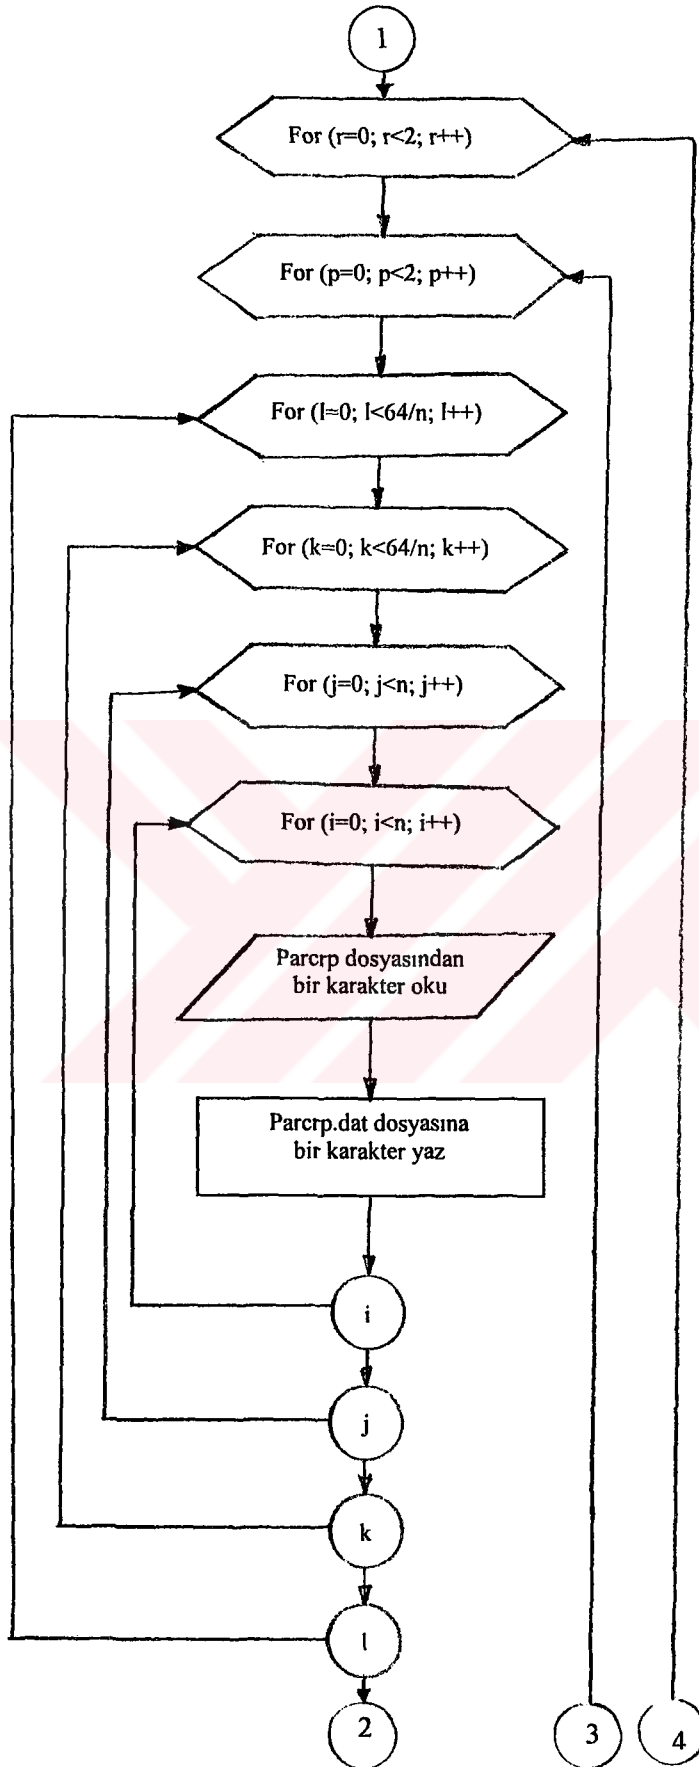 1
For (r=0; r<2; r++)
For (p=0; p<2; p++)
For (l=0; l<64/n; l++)
For (k=0; k<64/n; k++)
For (j=0; j<n; j++)
For (i=0; i<n; i++)
Parcrp dosyasından
bir karakter oku
Parcrp.dat dosyasına
bir karakter yaz
i
j
k
l
2
3
4